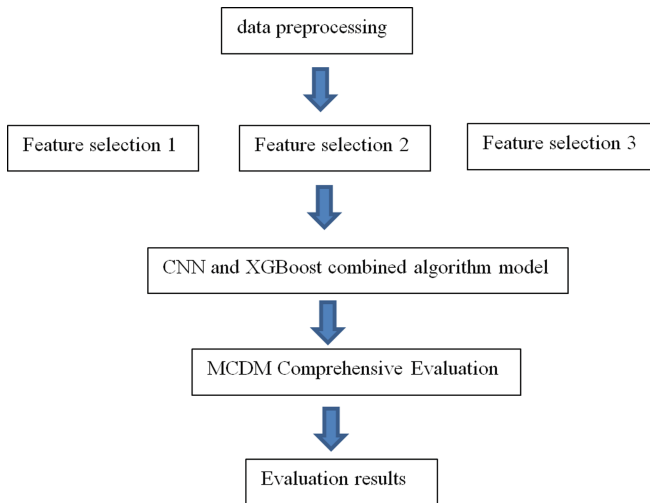 data preprocessing
Feature selection 1
Feature selection 2
Feature selection 3
CNN and XGBoost combined algorithm model
MCDM Comprehensive Evaluation
Evaluation results